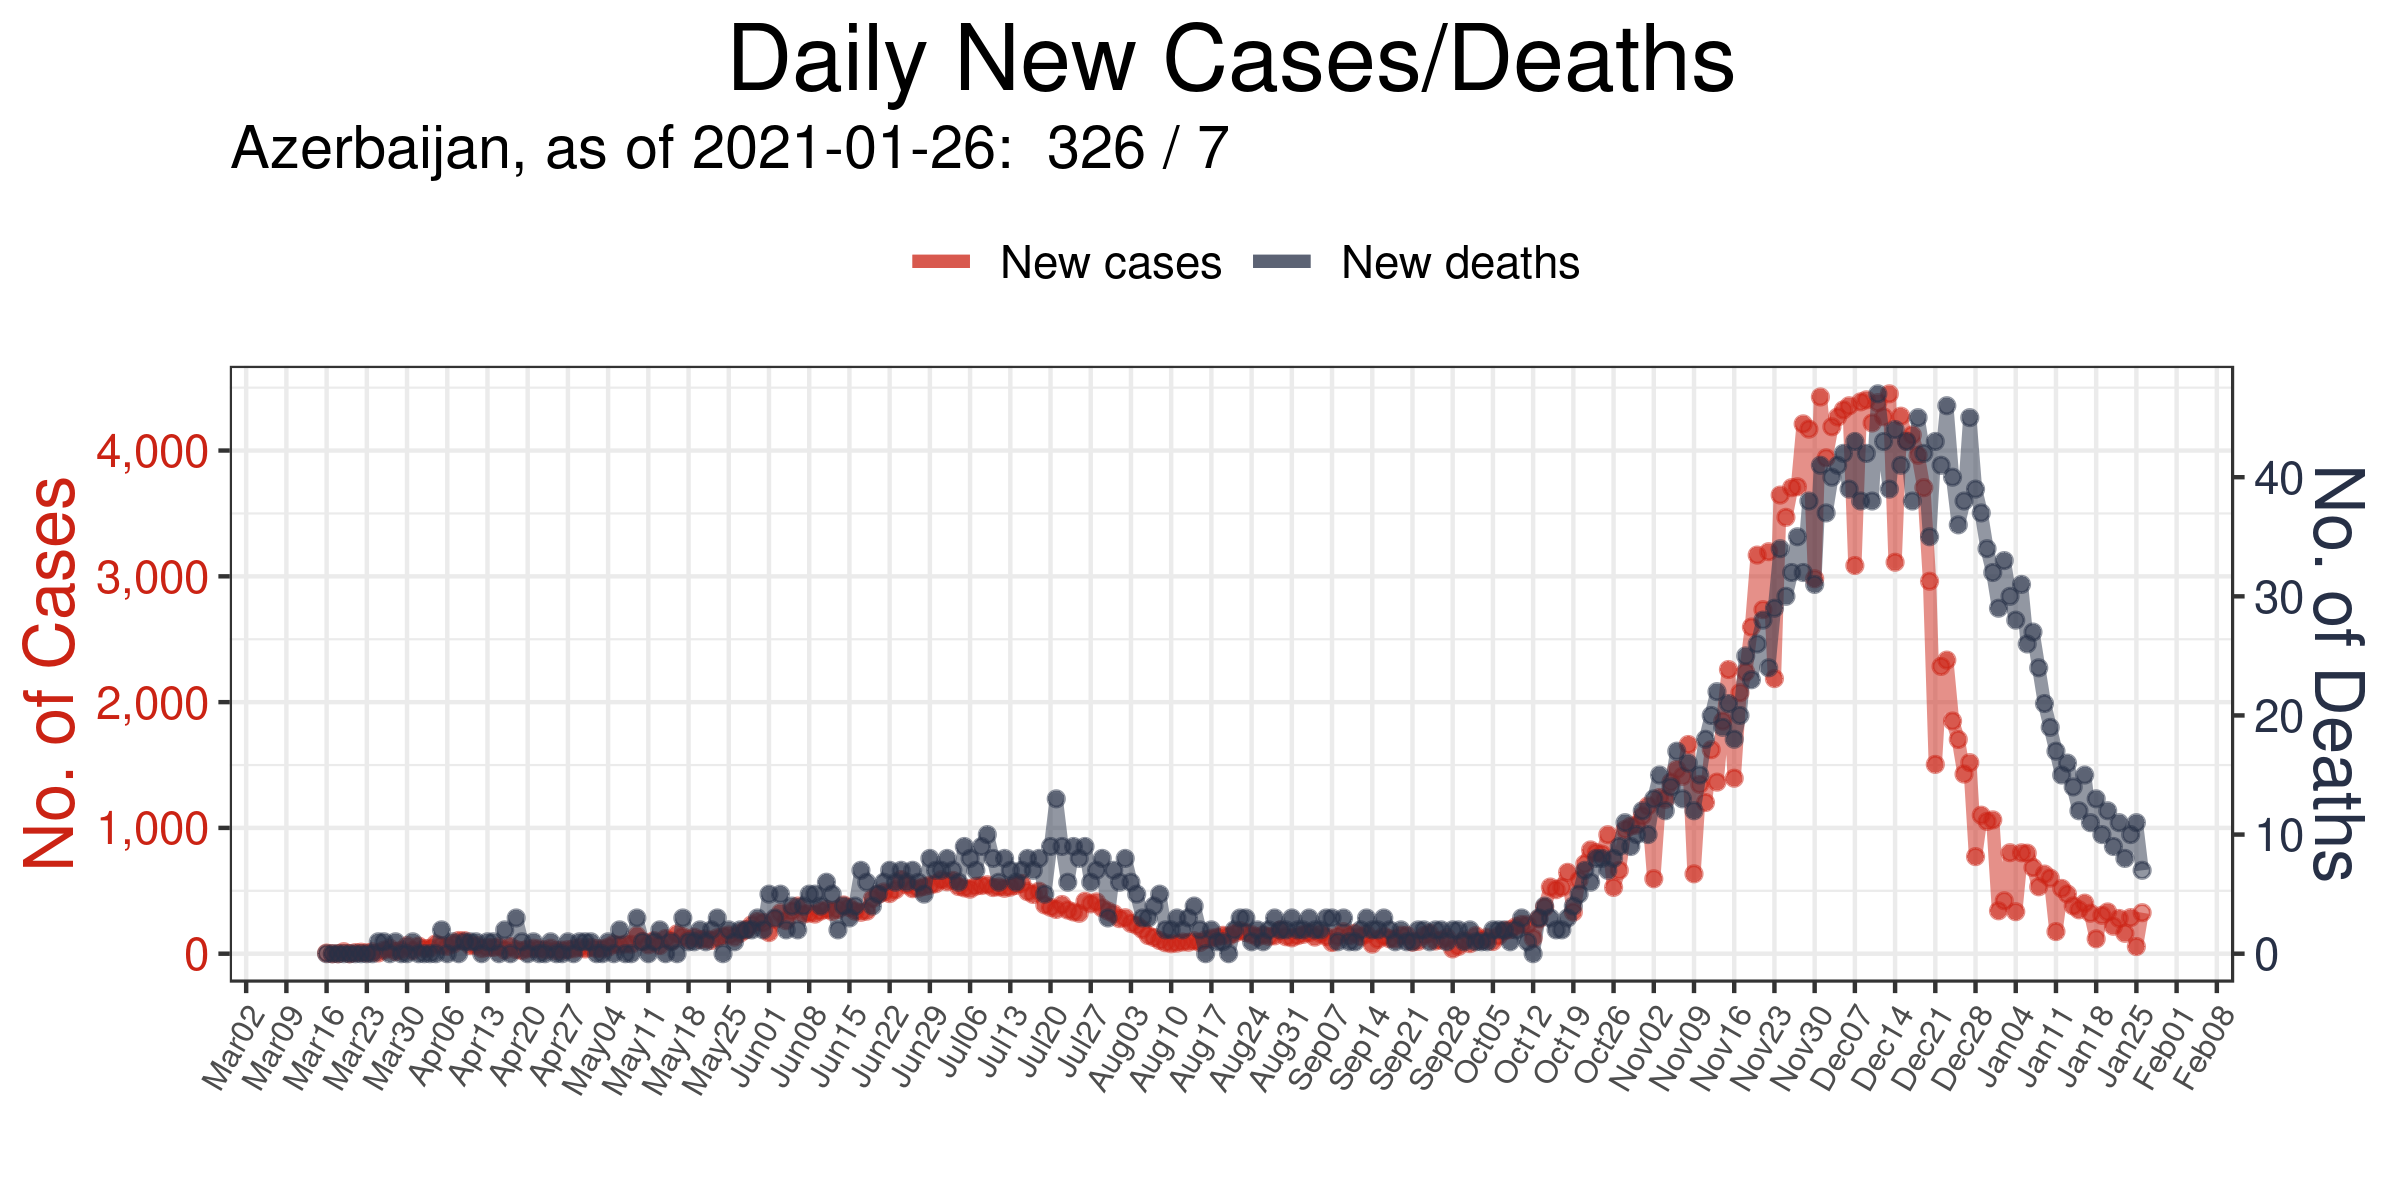 Daily New Cases/Deaths
Azerbaijan, as of 2021-01-26:  326 / 7
New cases New deaths
No. of Cases
4,000
3,000
2,000
1,000
0
No. of Deaths
40
30
20
10
0
Mar02 Mar09 Mar16 Mar23 Mar30 Apr06 Apr13 Apr20 Apr27 May04 May11 May18 May25 Jun01 Jun08 Jun15 Jun22 Jun29 Jul06 Jul13 Jul20 Jul27 Aug03 Aug10 Aug17 Aug24 Aug31 Sep07 Sep14 Sep21 Sep28 Oct05 Oct12 Oct19 Oct26 Nov02 Nov09 Nov16 Nov23 Nov30 Dec07 Dec14 Dec21 Dec28 Jan04 Jan11 Jan18 Jan25 Feb01 Feb08